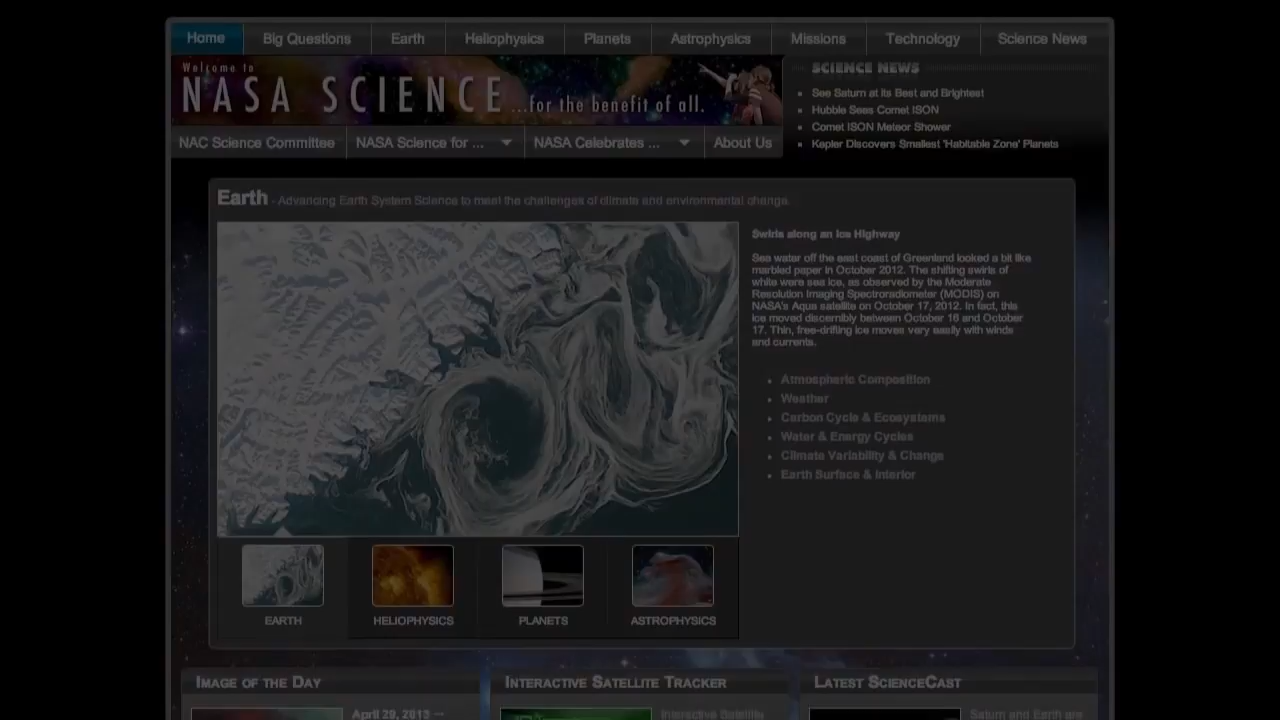 Home Big Questions Earth Heliophysics Planets Astrophysics Missions Technology Science News
Welcome to
NASA SCIENCE ...for the benefit of all.
SCIENCE NEWS
See Saturn at its Best and Brightest
Hubble Sees Comet ISON
Comet ISON Meteor Shower
Kepler Discovers Smallest 'Habitable Zone' Planets
NAC Science Committee NASA Science for ... NASA Celebrates ... About Us
Earth - Advancing Earth System Science to meet the challenges of climate and environmental change.
Swirls along an Ice Highway
Sea water off the east coast of Greenland looked a bit like
marbled paper in October 2012. The shifting swirls of
white were sea ice, as observed by the Moderate
Resolution Imaging Spectroradiometer (MODIS) on
NASA's Aqua satellite on October 17, 2012. In fact, this
ice moved discernibly between October 16 and October
17. Thin, free-drifting ice moves very easily with winds
and currents.
Atmospheric Composition
Weather
Carbon Cycle & Ecosystems
Water & Energy Cycles
Climate Variability & Change
Earth Surface & Interior
EARTH HELIOPHYSICS PLANETS ASTROPHYSICS
IMAGE OF THE DAY INTERACTIVE SATELLITE TRACKER LATEST SCIENCECAST
April 29, 2013 — Interactive Satellite Saturn and Earth are